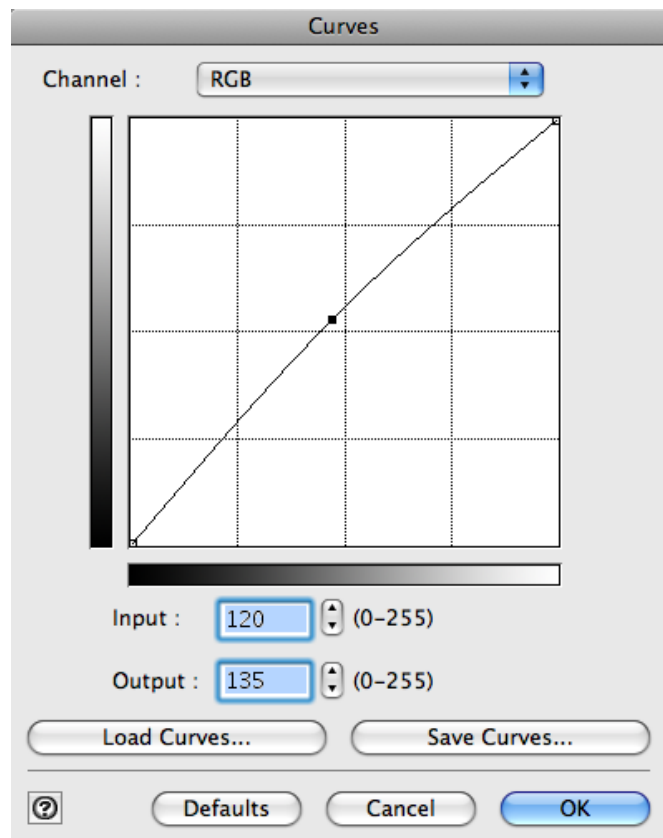 Curves
Channel : RGB
Input : 120 (0–255)
Output : 135 (0–255)
Load Curves... Save Curves...
? Defaults Cancel OK